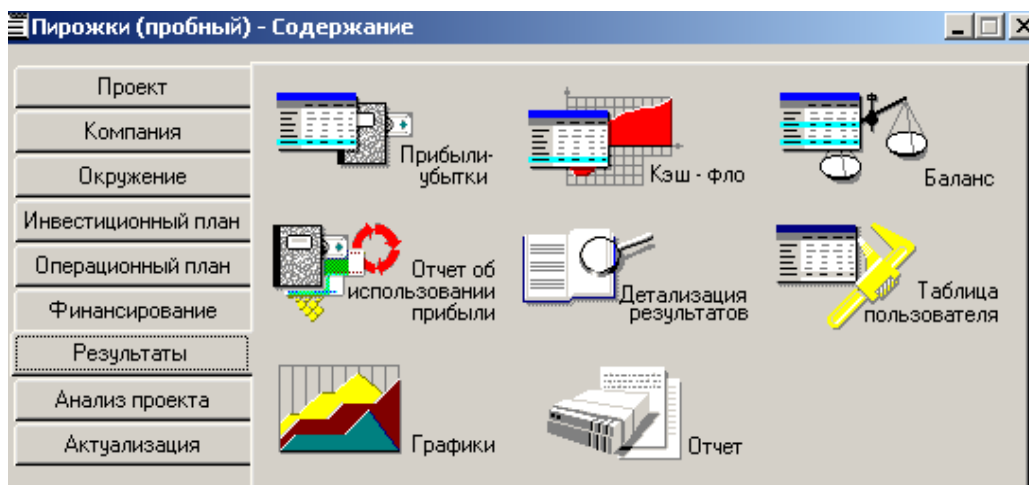 Пирожки (пробный) - Содержание
Проект
Компания
Окружение
Инвестиционный план
Операционный план
Финансирование
Результаты
Анализ проекта
Актуализация
Прибыли-
убытки
Кэш - фло
Баланс
Отчет об
использовании
прибыли
Детализация
результатов
Таблица
пользователя
Графики
Отчет